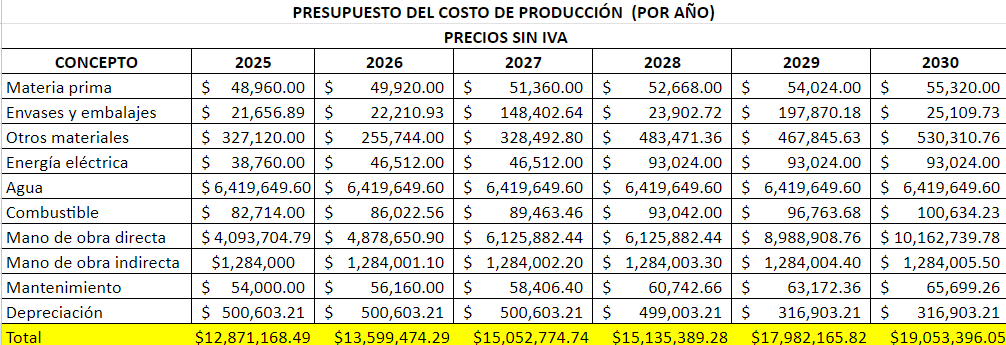 PRESUPUESTO DEL COSTO DE PRODUCCIÓN (POR AÑO)
PRECIOS SIN IVA
CONCEPTO 2025 2026 2027 2028 2029 2030
Materia prima $ 48,960.00 $ 49,920.00 $ 51,360.00 $ 52,668.00 $ 54,024.00 $ 55,320.00
Envases y embalajes $ 21,656.89 $ 22,210.93 $ 148,402.64 $ 23,902.72 $ 197,870.18 $ 25,109.73
Otros materiales $ 327,120.00 $ 255,744.00 $ 328,492.80 $ 483,471.36 $ 467,845.63 $ 530,310.76
Energía eléctrica $ 38,760.00 $ 46,512.00 $ 46,512.00 $ 93,024.00 $ 93,024.00 $ 93,024.00
Agua $ 6,419,649.60 $ 6,419,649.60 $ 6,419,649.60 $ 6,419,649.60 $ 6,419,649.60 $ 6,419,649.60
Combustible $ 82,714.00 $ 86,022.56 $ 89,463.46 $ 93,042.00 $ 96,763.68 $ 100,634.23
Mano de obra directa $ 4,093,704.79 $ 4,878,650.90 $ 6,125,882.44 $ 6,125,882.44 $ 8,988,908.76 $ 10,162,739.78
Mano de obra indirecta $1,284,000 $ 1,284,001.10 $ 1,284,002.20 $ 1,284,003.30 $ 1,284,004.40 $ 1,284,005.50
Mantenimiento $ 54,000.00 $ 56,160.00 $ 58,406.40 $ 60,742.66 $ 63,172.36 $ 65,699.26
Depreciación $ 500,603.21 $ 500,603.21 $ 500,603.21 $ 499,003.21 $ 316,903.21 $ 316,903.21
Total $12,871,168.49 $13,599,474.29 $15,052,774.74 $15,135,389.28 $17,982,165.82 $19,053,396.05